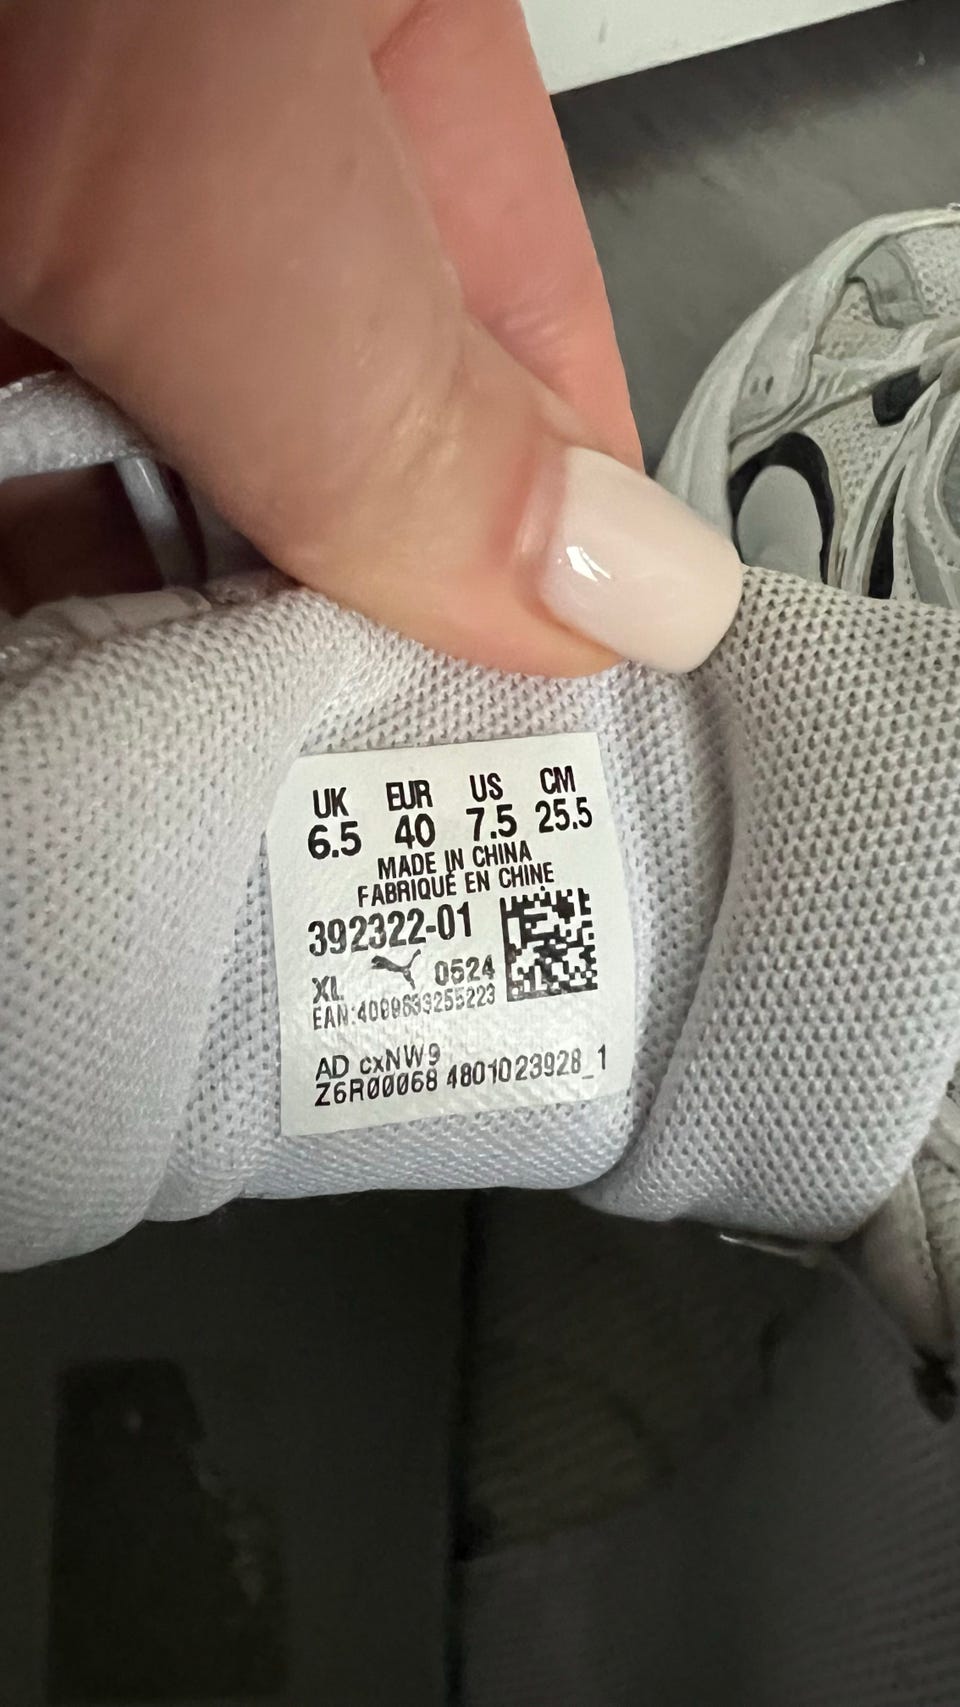 UK EUR US CM
6.5 40 7.5 25.5
MADE IN CHINA
FABRIQUÉ EN CHINE
392322-01
XL 0524
EAN:4099683255223
AD cxNW9
Z6R00068 4801023928_1